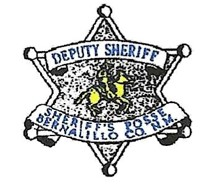 DEPUTY SHERIFF
SHERIFF'S POSSE
BERNALILLO CO. N.M.